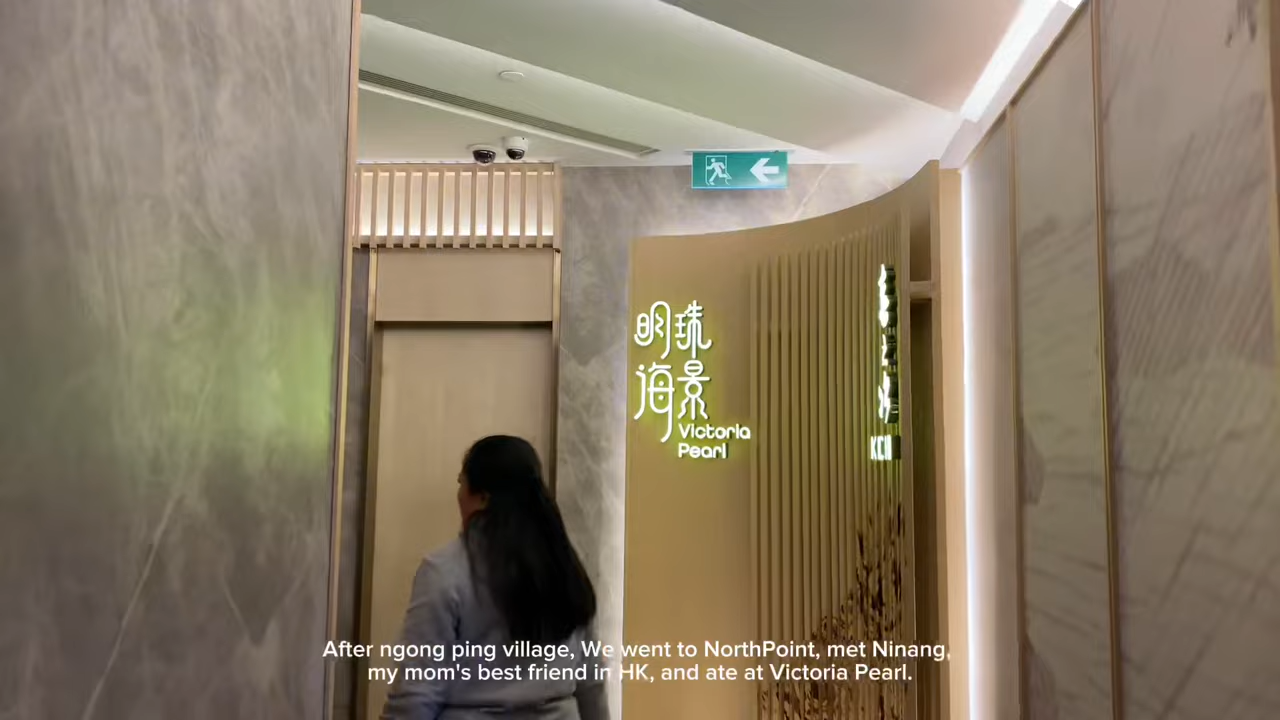 明珠
海景
Victoria
Pearl
After ngong ping village, We went to NorthPoint, met Ninang,
my mom's best friend in HK, and ate at Victoria Pearl.